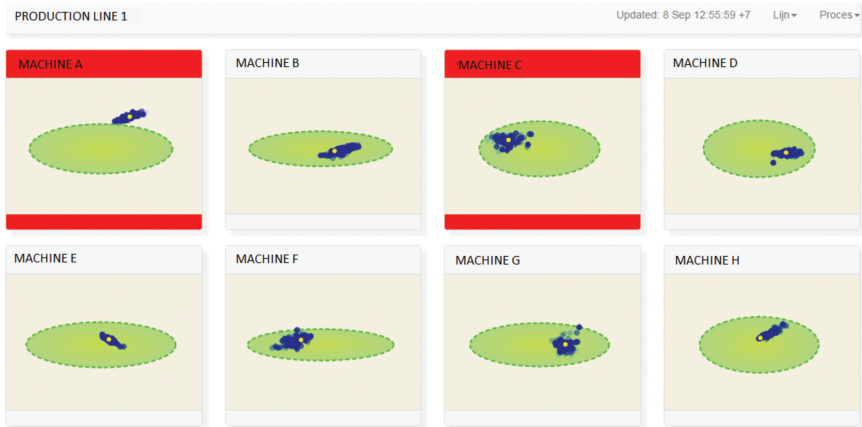 PRODUCTION LINE 1
Updated: 8 Sep 12:55:59 +7 Lijn Proces
MACHINE A
MACHINE B
MACHINE C
MACHINE D
MACHINE E
MACHINE F
MACHINE G
MACHINE H